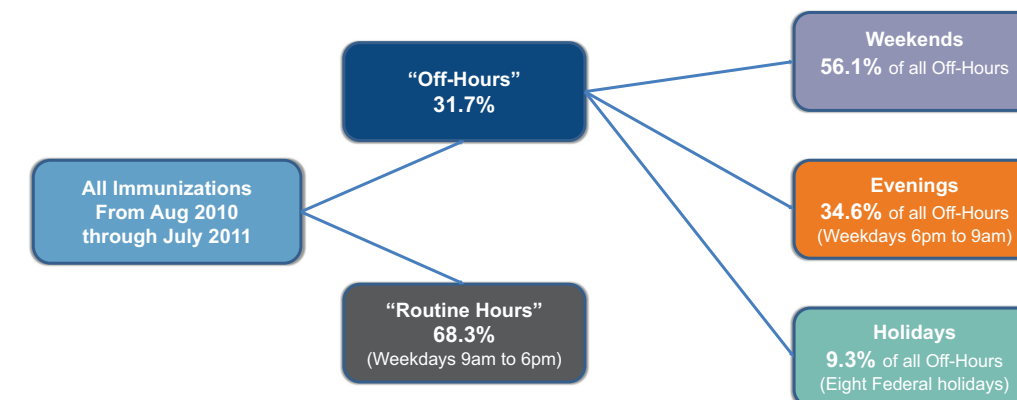 All Immunizations
From Aug 2010
through July 2011
“Off-Hours”
31.7%
“Routine Hours”
68.3%
(Weekdays 9am to 6pm)
Weekends
56.1% of all Off-Hours
Evenings
34.6% of all Off-Hours
(Weekdays 6pm to 9am)
Holidays
9.3% of all Off-Hours
(Eight Federal holidays)